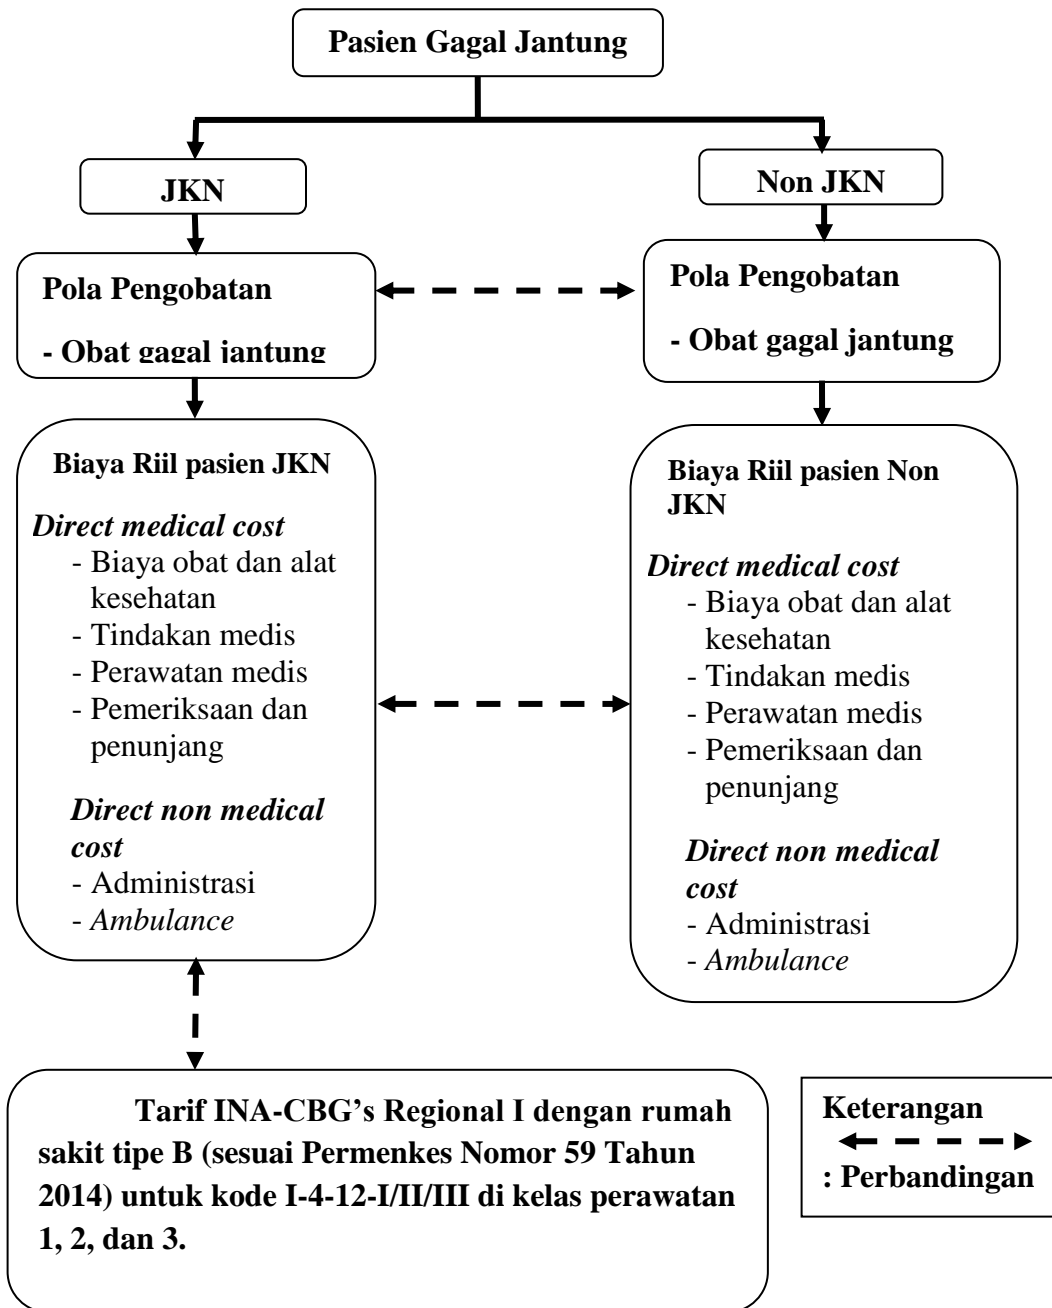 Pasien Gagal Jantung
JKN
Non JKN
Pola Pengobatan
- Obat gagal jantung
Pola Pengobatan
- Obat gagal jantung
Biaya Riil pasien JKN
Direct medical cost
- Biaya obat dan alat
kesehatan
- Tindakan medis
- Perawatan medis
- Pemeriksaan dan
penunjang
Direct non medical
cost
- Administrasi
- Ambulance
Biaya Riil pasien Non
JKN
Direct medical cost
- Biaya obat dan alat
kesehatan
- Tindakan medis
- Perawatan medis
- Pemeriksaan dan
penunjang
Direct non medical
cost
- Administrasi
- Ambulance
Tarif INA-CBG’s Regional I dengan rumah
sakit tipe B (sesuai Permenkes Nomor 59 Tahun
2014) untuk kode I-4-12-I/II/III di kelas perawatan
1, 2, dan 3.
Keterangan
: Perbandingan